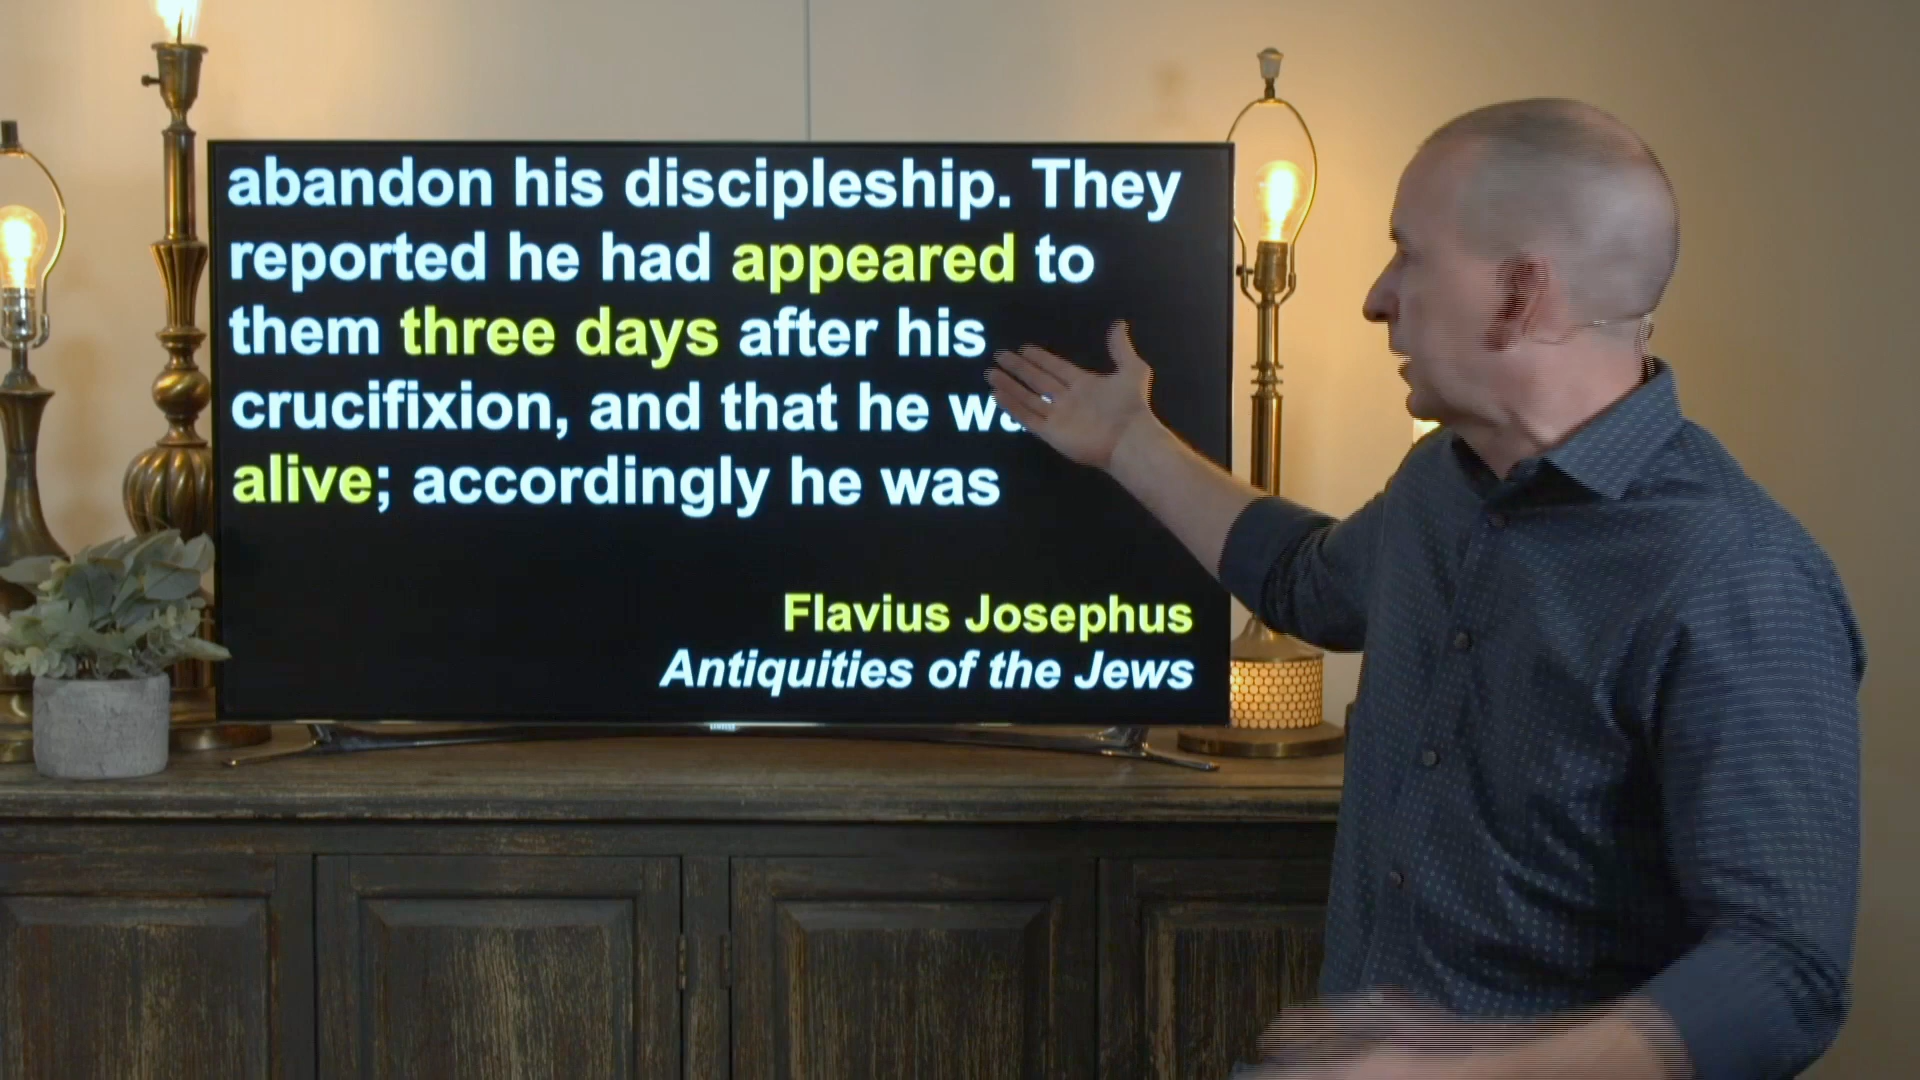 abandon his discipleship. They
reported he had appeared to
them three days after his
crucifixion, and that he
alive; accordingly he was
Flavius Josephus
Antiquities of the Jews